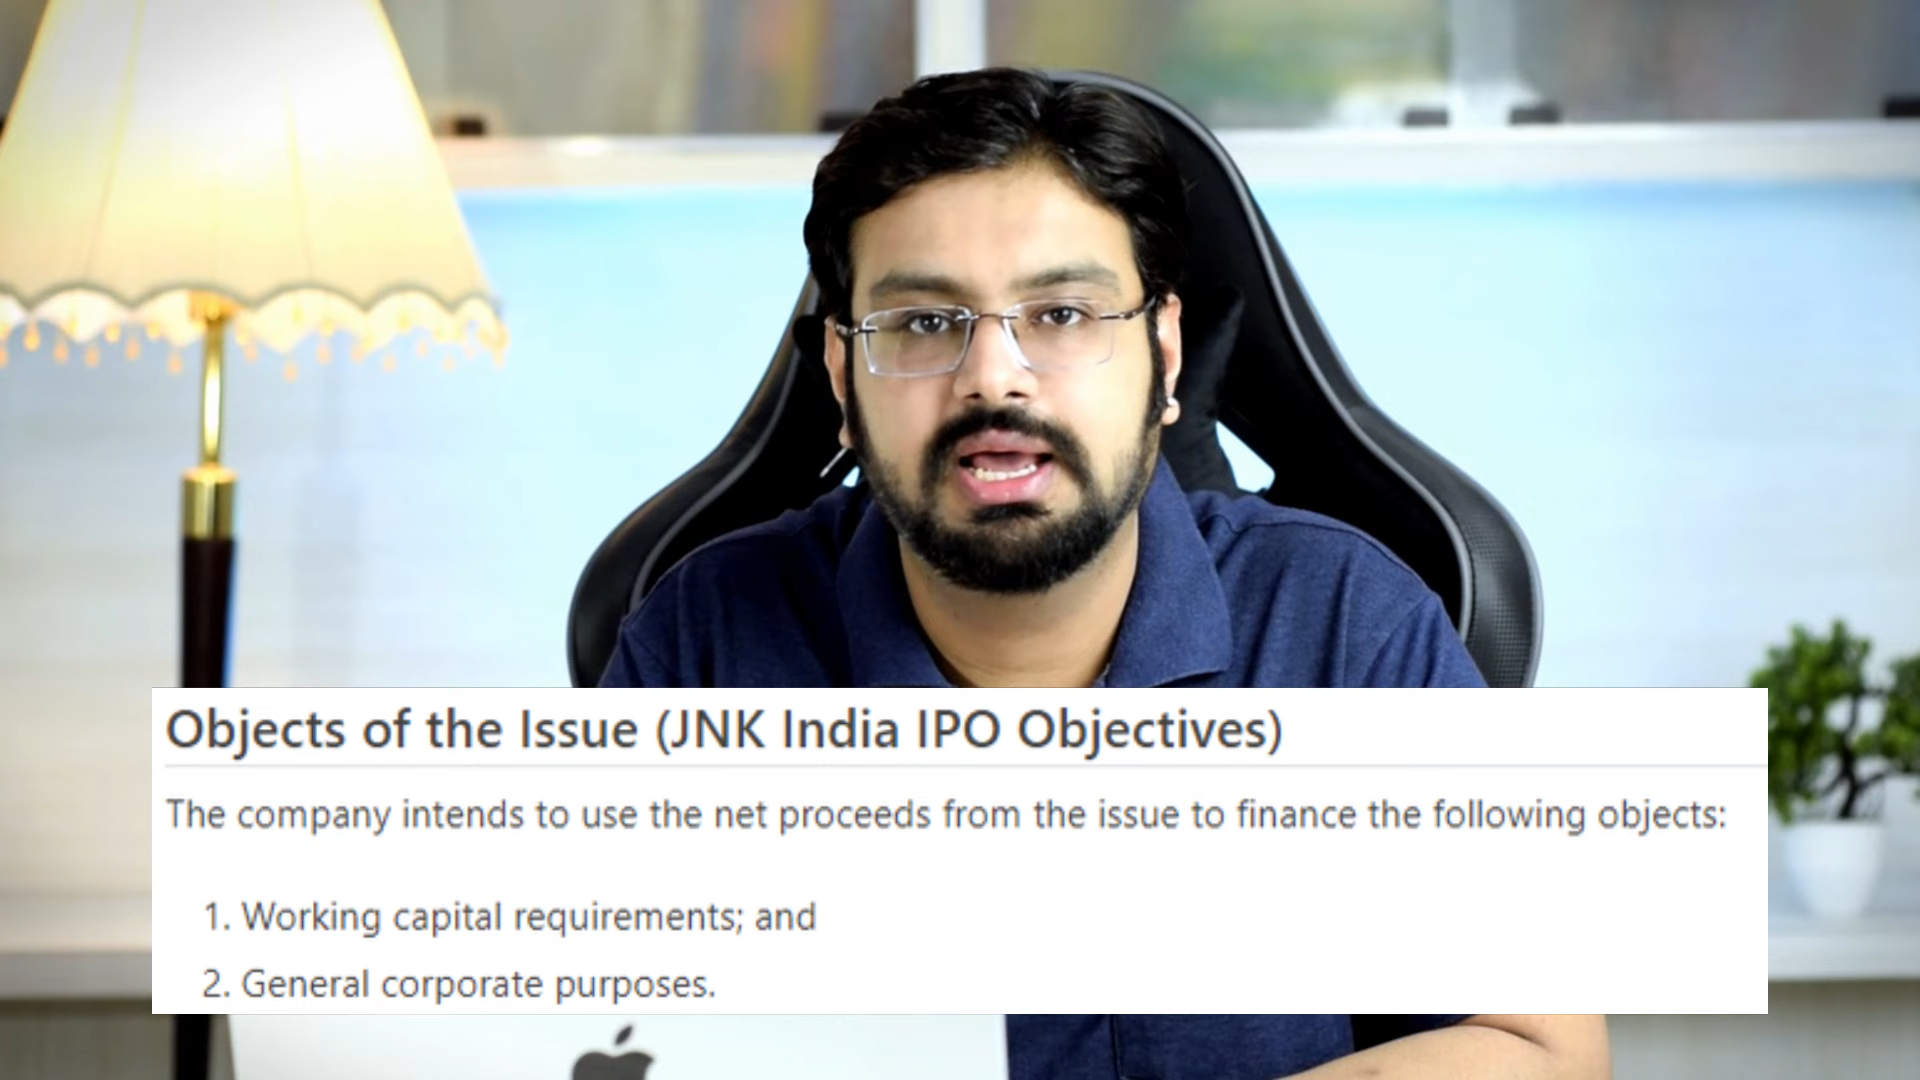 Objects of the Issue (JNK India IPO Objectives)
The company intends to use the net proceeds from the issue to finance the following objects:
1. Working capital requirements; and
2. General corporate purposes.